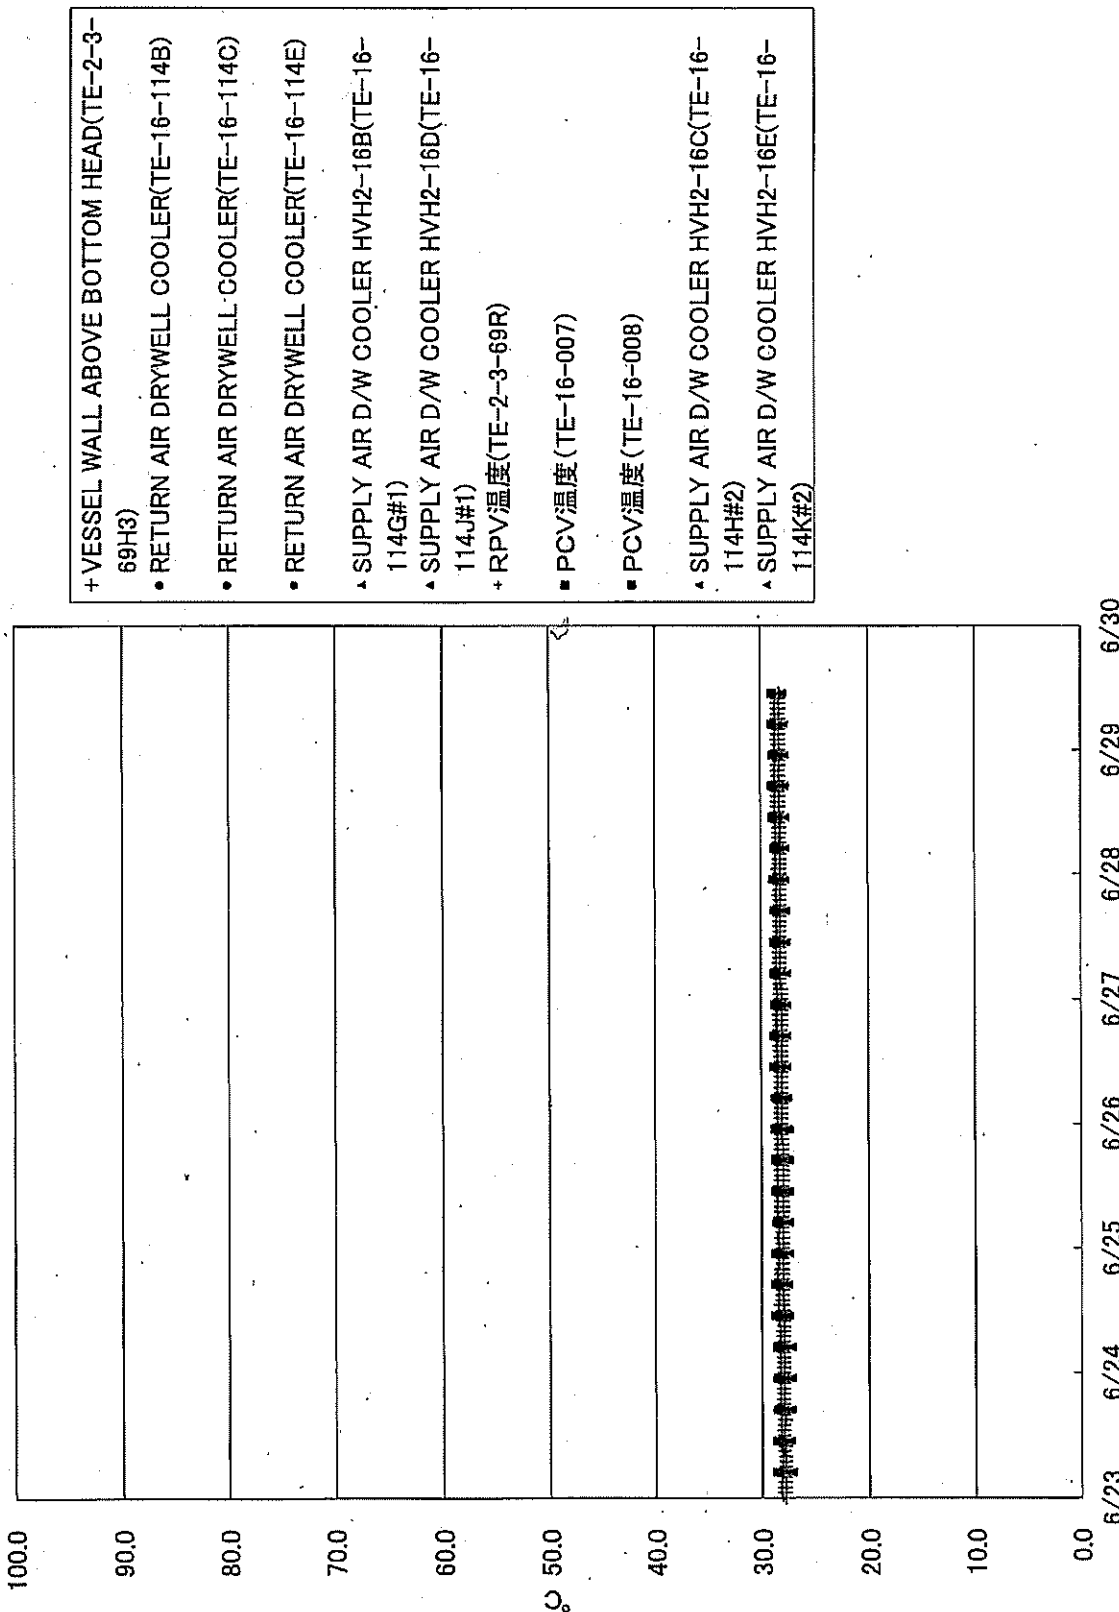 100.0
90.0
80.0
70.0
60.0
50.0
40.0
30.0
20.0
10.0
0.0
℃
6/23
6/24
6/25
6/26
6/27
6/28
6/29
6/30
+VESSEL WALL ABOVE BOTTOM HEAD(TE-2-3-
69H3)
●RETURN AIR DRYWELL COOLER(TE-16-114B)
●RETURN AIR DRYWELL COOLER(TE-16-114C)
●RETURN AIR DRYWELL COOLER(TE-16-114E)
▲SUPPLY AIR D/W COOLER HVH2-16B(TE-16-
114G#1)
▲SUPPLY AIR D/W COOLER HVH2-16D(TE-16-
114J#1)
+RPV温度(TE-2-3-69R)
■PCV温度(TE-16-007)
■PCV温度(TE-16-008)
▲SUPPLY AIR D/W COOLER HVH2-16C(TE-16-
114H#2)
▲SUPPLY AIR D/W COOLER HVH2-16E(TE-16-
114K#2)